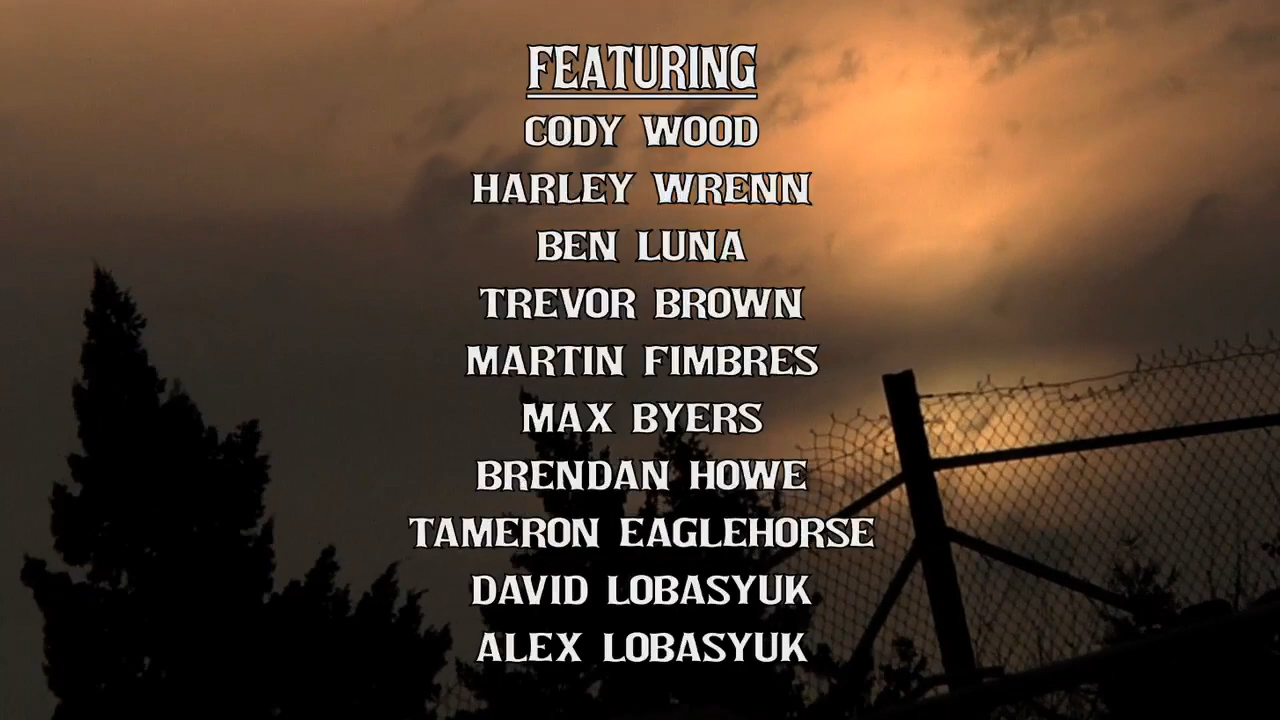 FEATURING
CODY WOOD
HARLEY WRENN
BEN LUNA
TREVOR BROWN
MARTIN FIMBRES
MAX BYERS
BRENDAN HOWE
TAMERON EAGLEHORSE
DAVID LOBASYUK
ALEX LOBASYUK